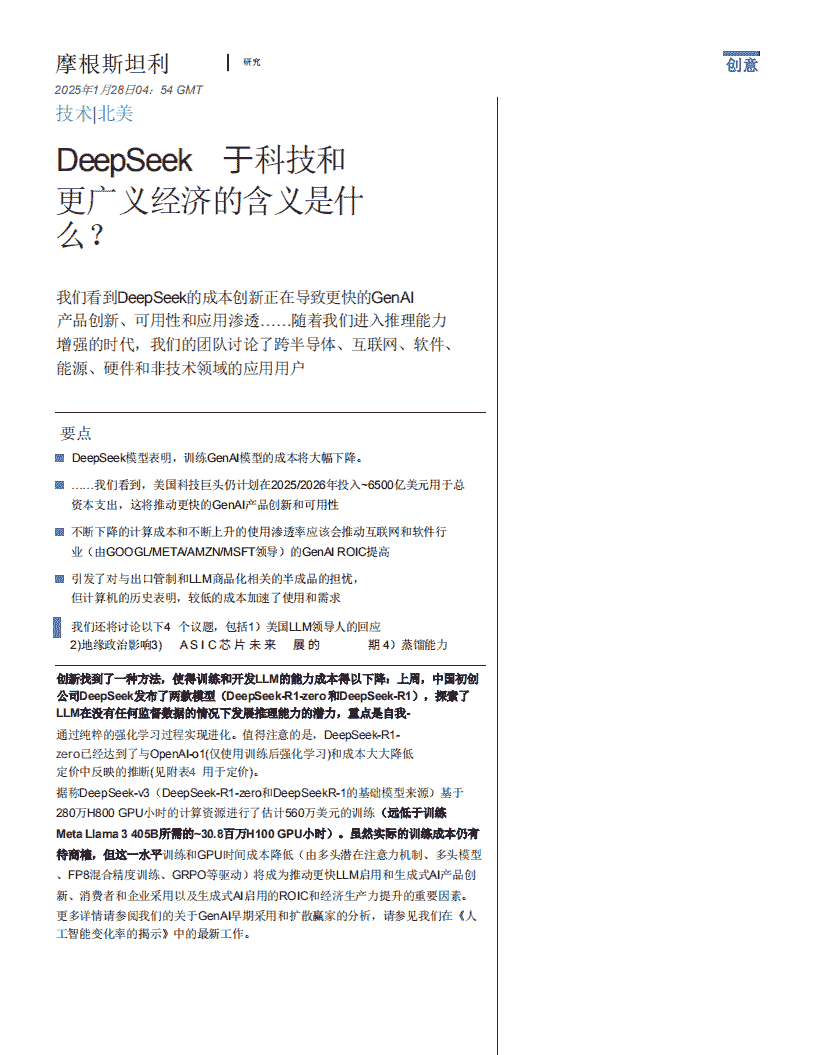 摩根斯坦利
研究
创意
2025年1月28日04：54 GMT
技术|北美
DeepSeek 于科技和
更广义经济的含义是什
么？
我们看到DeepSeek的成本创新正在导致更快的GenAI
产品创新、可用性和应用渗透……随着我们进入推理能力
增强的时代，我们的团队讨论了跨半导体、互联网、软件、
能源、硬件和非技术领域的应用用户
要点
DeepSeek模型表明，训练GenAI模型的成本将大幅下降。
……我们看到，美国科技巨头仍计划在2025/2026年投入~6500亿美元用于总
资本支出，这将推动更快的GenAI产品创新和可用性
不断下降的计算成本和不断上升的使用渗透率应该会推动互联网和软件行
业（由GOOGL/META/AMZN/MSFT领导）的GenAI ROIC提高
引发了对与出口管制和LLM商品化相关的半成品的担忧，
但计算机的历史表明，较低的成本加速了使用和需求
我们还将讨论以下4 个议题，包括1）美国LLM领导人的回应
2)地缘政治影响3) ASIC芯片未来 展的 期 4）蒸馏能力
创新找到了一种方法，使得训练和开发LLM的能力成本得以下降：上周，中国初创
公司DeepSeek发布了两款模型（DeepSeek-R1-zero 和DeepSeek-R1），探索了
LLM在没有任何监督数据的情况下发展推理能力的潜力，重点是自我-
通过纯粹的强化学习过程实现进化。值得注意的是，DeepSeek-R1-
zero已经达到了与OpenAI-o1(仅使用训练后强化学习)和成本大大降低
定价中反映的推断(见附表4 用于定价)。
据称DeepSeek-v3（DeepSeek-R1-zero和DeepSeekR-1的基础模型来源）基于
280万H800 GPU小时的计算资源进行了估计560万美元的训练（远低于训练
Meta Llama 3 405B所需的~30.8百万H100 GPU小时）。虽然实际的训练成本仍有
待商榷，但这一水平训练和GPU时间成本降低（由多头潜在注意力机制、多头模型
、FP8混合精度训练、GRPO等驱动）将成为推动更快LLM启用和生成式AI产品创
新、消费者和企业采用以及生成式AI启用的ROIC和经济生产力提升的重要因素。
更多详情请参阅我们的关于GenAI早期采用和扩散赢家的分析，请参见我们在《人
工智能变化率的揭示》中的最新工作。